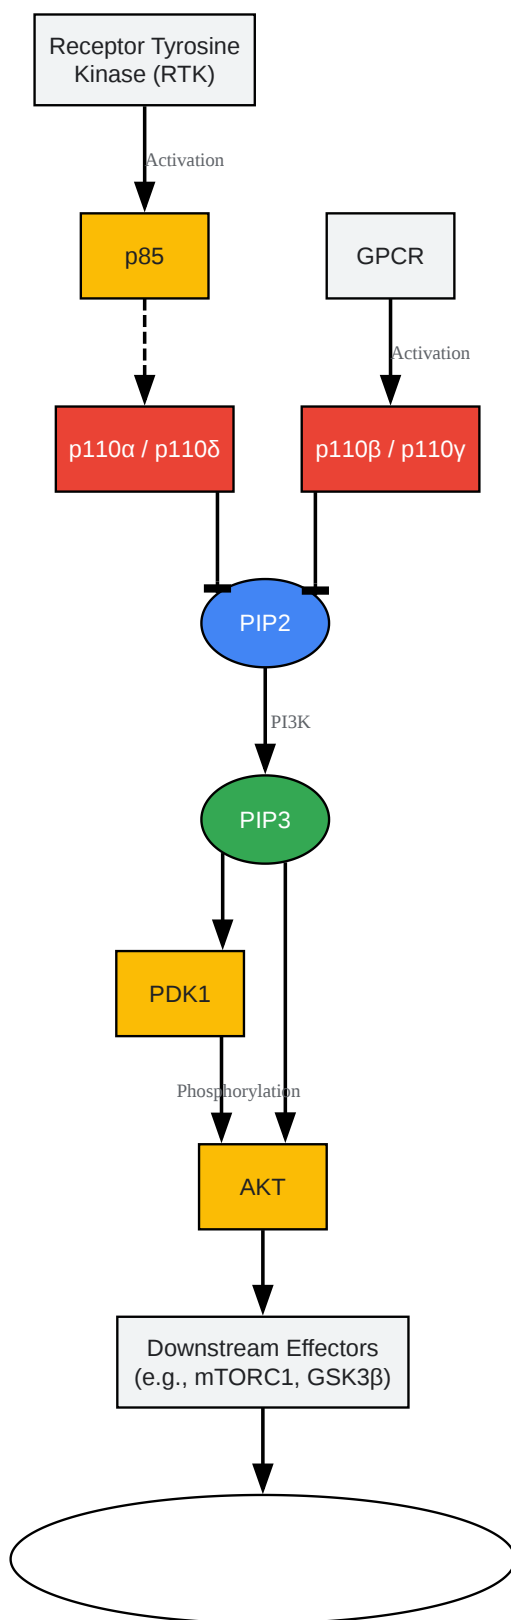 Receptor Tyrosine
Kinase (RTK)
Activation
p85
GPCR
Activation
p110α / p110δ
p110β / p110γ
PIP2
PI3K
PIP3
PDK1
Phosphorylation
AKT
Downstream Effectors
(e.g., mTORC1, GSK3β)